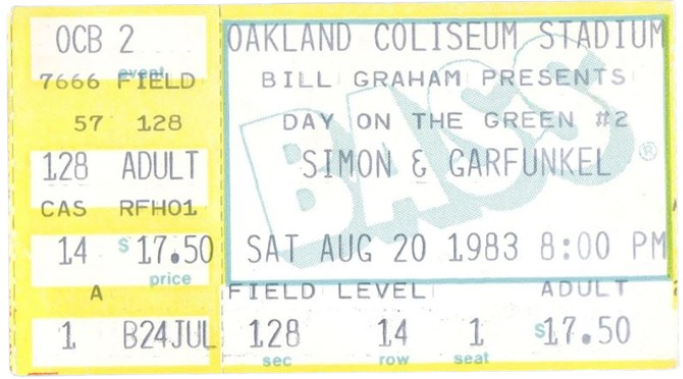 OCB 2
event
7666 FIELD
57 128
128 ADULT
CAS RFH01
14 $17.50
price
A
1 B24JUL
OAKLAND COLISEUM STADIUM
BILL GRAHAM PRESENTS
DAY ON THE GREEN #2
SIMON & GARFUNKEL
BASS ®
SAT AUG 20 1983 8:00 PM
FIELD LEVEL ADULT
128 14 1 $17.50
sec row seat